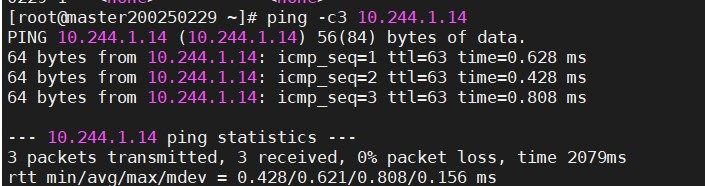 0229-1   <none>          <none>
[root@master200250229 ~]# ping -c3 10.244.1.14
PING 10.244.1.14 (10.244.1.14) 56(84) bytes of data.
64 bytes from 10.244.1.14: icmp_seq=1 ttl=63 time=0.628 ms
64 bytes from 10.244.1.14: icmp_seq=2 ttl=63 time=0.428 ms
64 bytes from 10.244.1.14: icmp_seq=3 ttl=63 time=0.808 ms
--- 10.244.1.14 ping statistics ---
3 packets transmitted, 3 received, 0% packet loss, time 2079ms
rtt min/avg/max/mdev = 0.428/0.621/0.808/0.156 ms